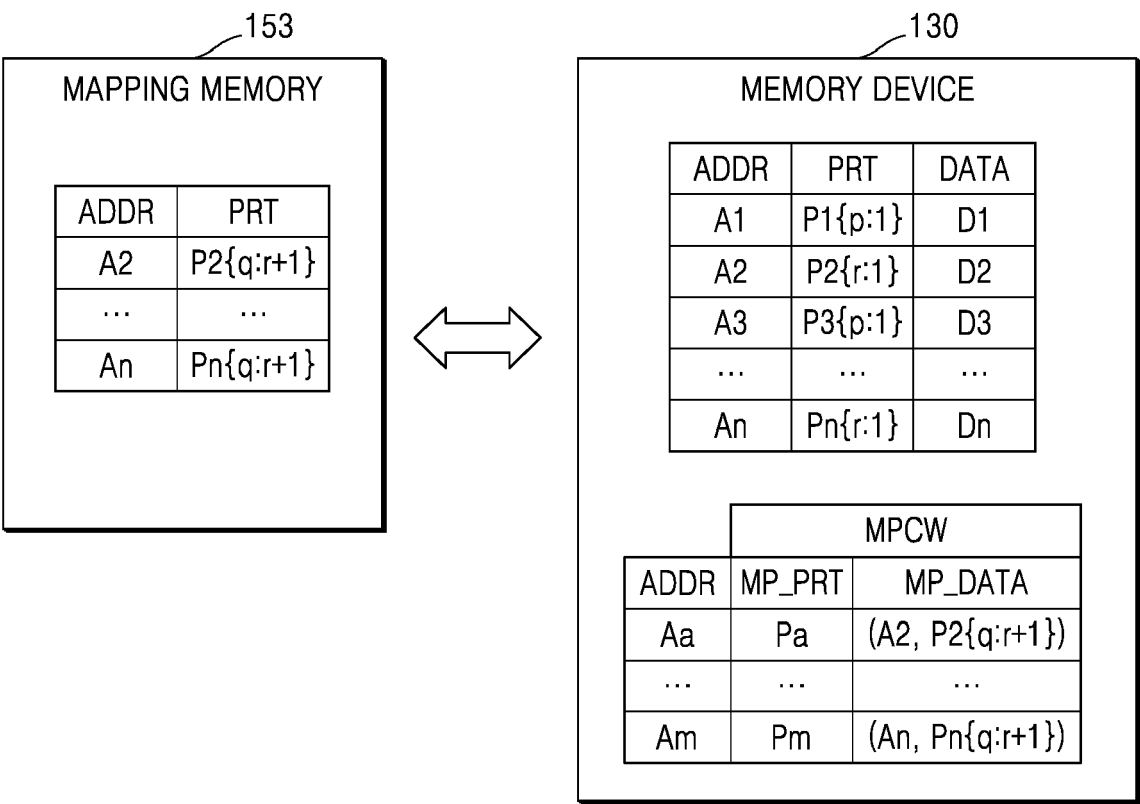 153
MAPPING MEMORY
ADDR PRT
A2 P2{q:r+1}
... ...
An Pn{q:r+1}
130
MEMORY DEVICE
ADDR PRT DATA
A1 P1{p:1} D1
A2 P2{r:1} D2
A3 P3{p:1} D3
... ... ...
An Pn{r:1} Dn
MPCW
ADDR MP_PRT MP_DATA
Aa Pa (A2, P2{q:r+1})
... ... ...
Am Pm (An, Pn{q:r+1})